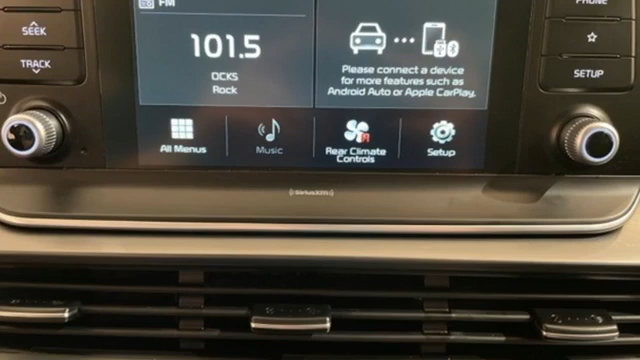 FM
PHONE
SEEK
101.5
TRACK
OCKS
Rock
Please connect a device
for more features such as
Android Auto or Apple CarPlay.
SETUP
All Menus
Music
Rear Climate
Controls
Setup
SiriusXM